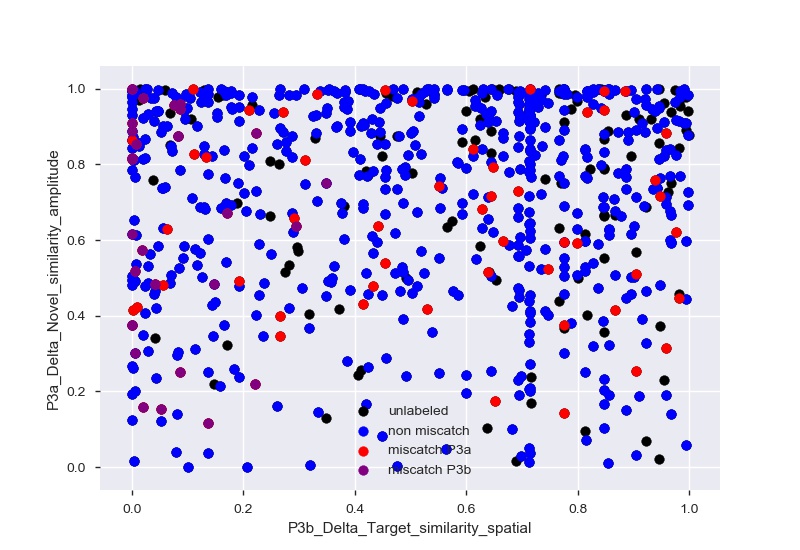 1.0
0.8
0.6
0.4
0.2
0.0
P3a_Delta_Novel_similarity_amplitude
unlabeled
non miscatch
miscatch P3a
miscatch P3b
0.0 0.2 0.4 0.6 0.8 1.0
P3b_Delta_Target_similarity_spatial